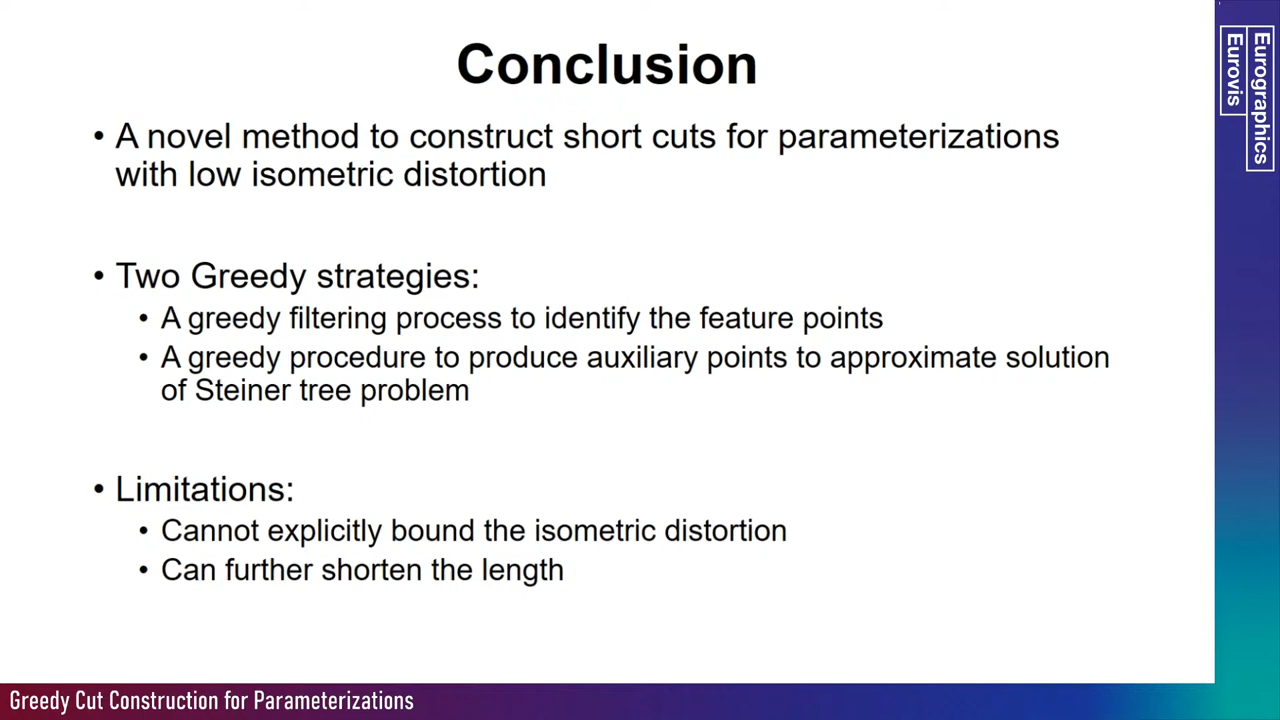 Conclusion
• A novel method to construct short cuts for parameterizations
with low isometric distortion
• Two Greedy strategies:
• A greedy filtering process to identify the feature points
• A greedy procedure to produce auxiliary points to approximate solution
of Steiner tree problem
• Limitations:
• Cannot explicitly bound the isometric distortion
• Can further shorten the length
Greedy Cut Construction for Parameterizations
Eurographics
Eurovis